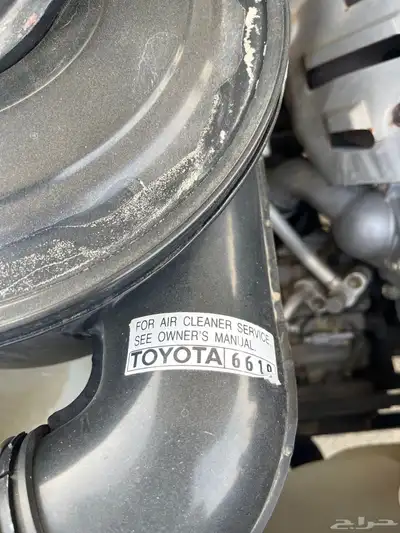 FOR AIR CLEANER SERVICE
SEE OWNER'S MANUAL.
TOYOTA 661
حراج